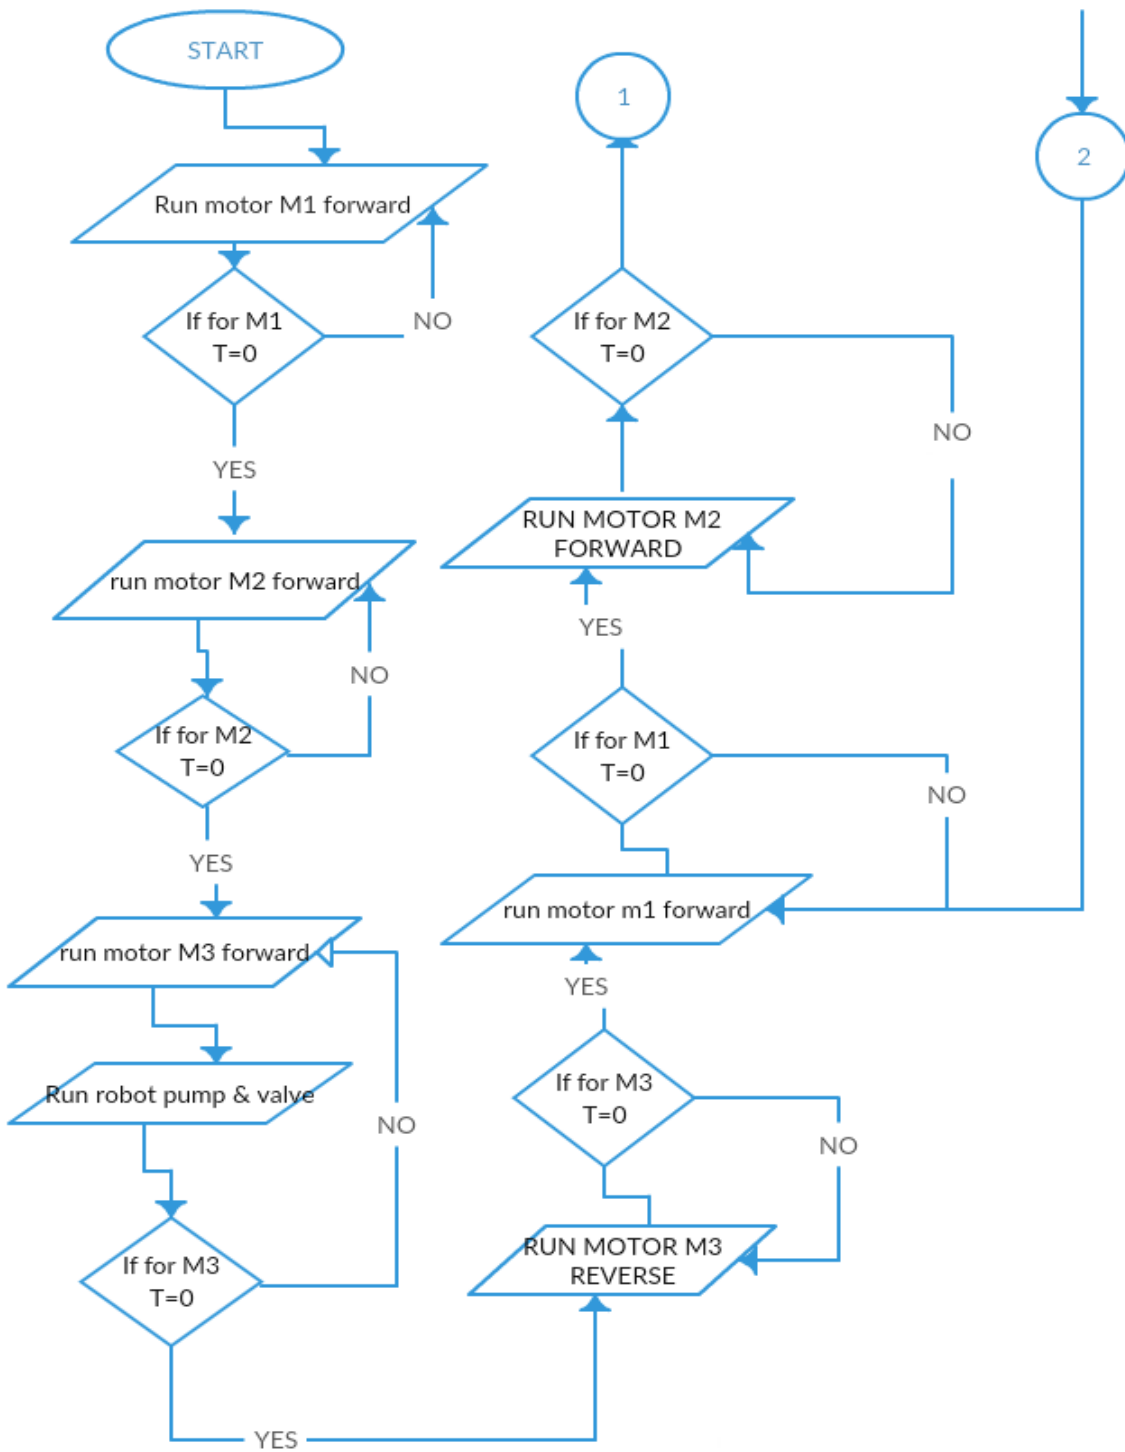 START
Run motor M1 forward
If for M1
T=0
NO
YES
run motor M2 forward
NO
If for M2
T=0
YES
run motor M3 forward
Run robot pump & valve
NO
If for M3
T=0
YES
1
If for M2
T=0
NO
RUN MOTOR M2
FORWARD
YES
If for M1
T=0
NO
run motor m1 forward
YES
If for M3
T=0
NO
RUN MOTOR M3
REVERSE
2